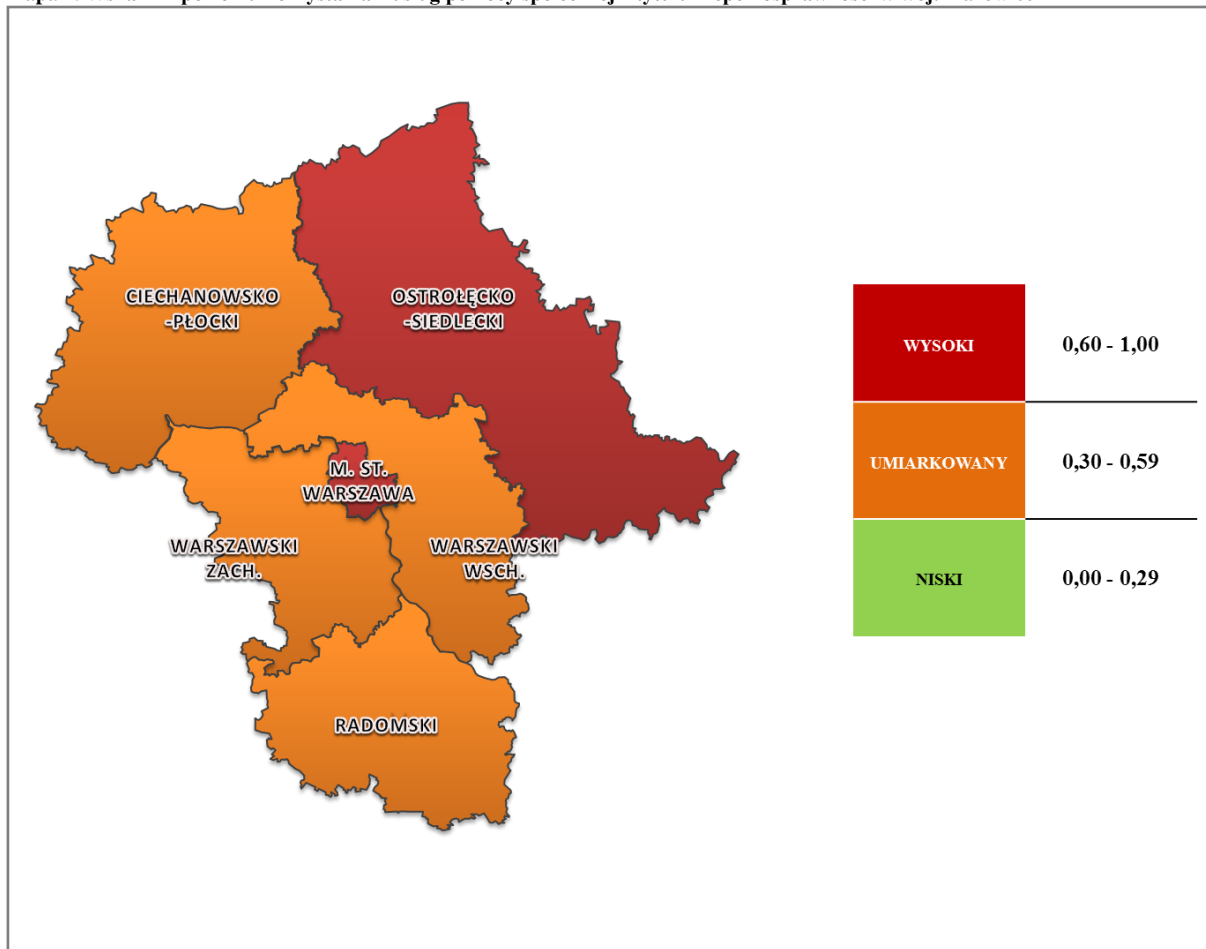 CIECHANOWSKO
-PŁOCKI
OSTROŁĘCKO
-SIEDLECKI
M. ST.
WARSZAWA
WARSZAWSKI
ZACH.
WARSZAWSKI
WSCH.
RADOMSKI
WYSOKI 0,60 - 1,00
UMIARKOWANY 0,30 - 0,59
NISKI 0,00 - 0,29